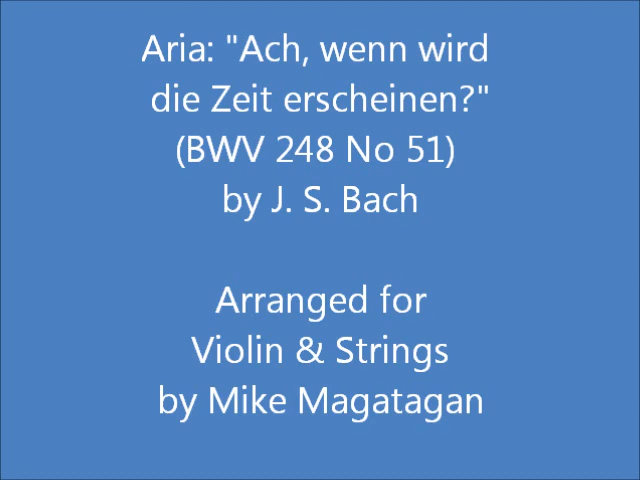 Aria: "Ach, wenn wird
die Zeit erscheinen?"
(BWV 248 No 51)
by J. S. Bach
Arranged for
Violin & Strings
by Mike Magatagan